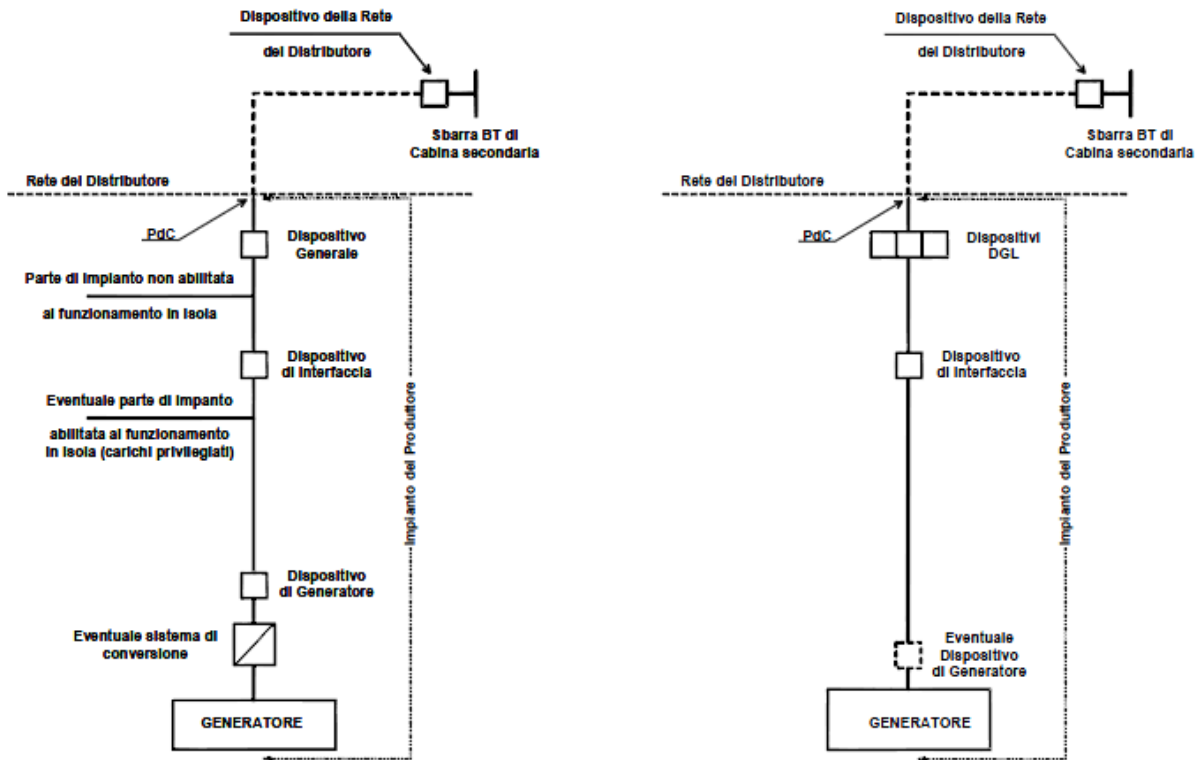 Dispositivo della Rete
del Distributore
Sbarra BT di
Cabina secondaria
Rete del Distributore
PdC
Dispositivo
Generale
Parte di impianto non abilitata
al funzionamento in isola
Dispositivo
di Interfaccia
Eventuale parte di impanto
abilitata al funzionamento
in isola (carichi privilegiati)
Impianto del Produttore
Dispositivo
di Generatore
Eventuale sistema di
conversione
GENERATORE
Dispositivo della Rete
del Distributore
Sbarra BT di
Cabina secondaria
Rete del Distributore
PdC
Dispositivi
DGL
Dispositivo
di Interfaccia
Impianto del Produttore
Eventuale
Dispositivo
di Generatore
GENERATORE